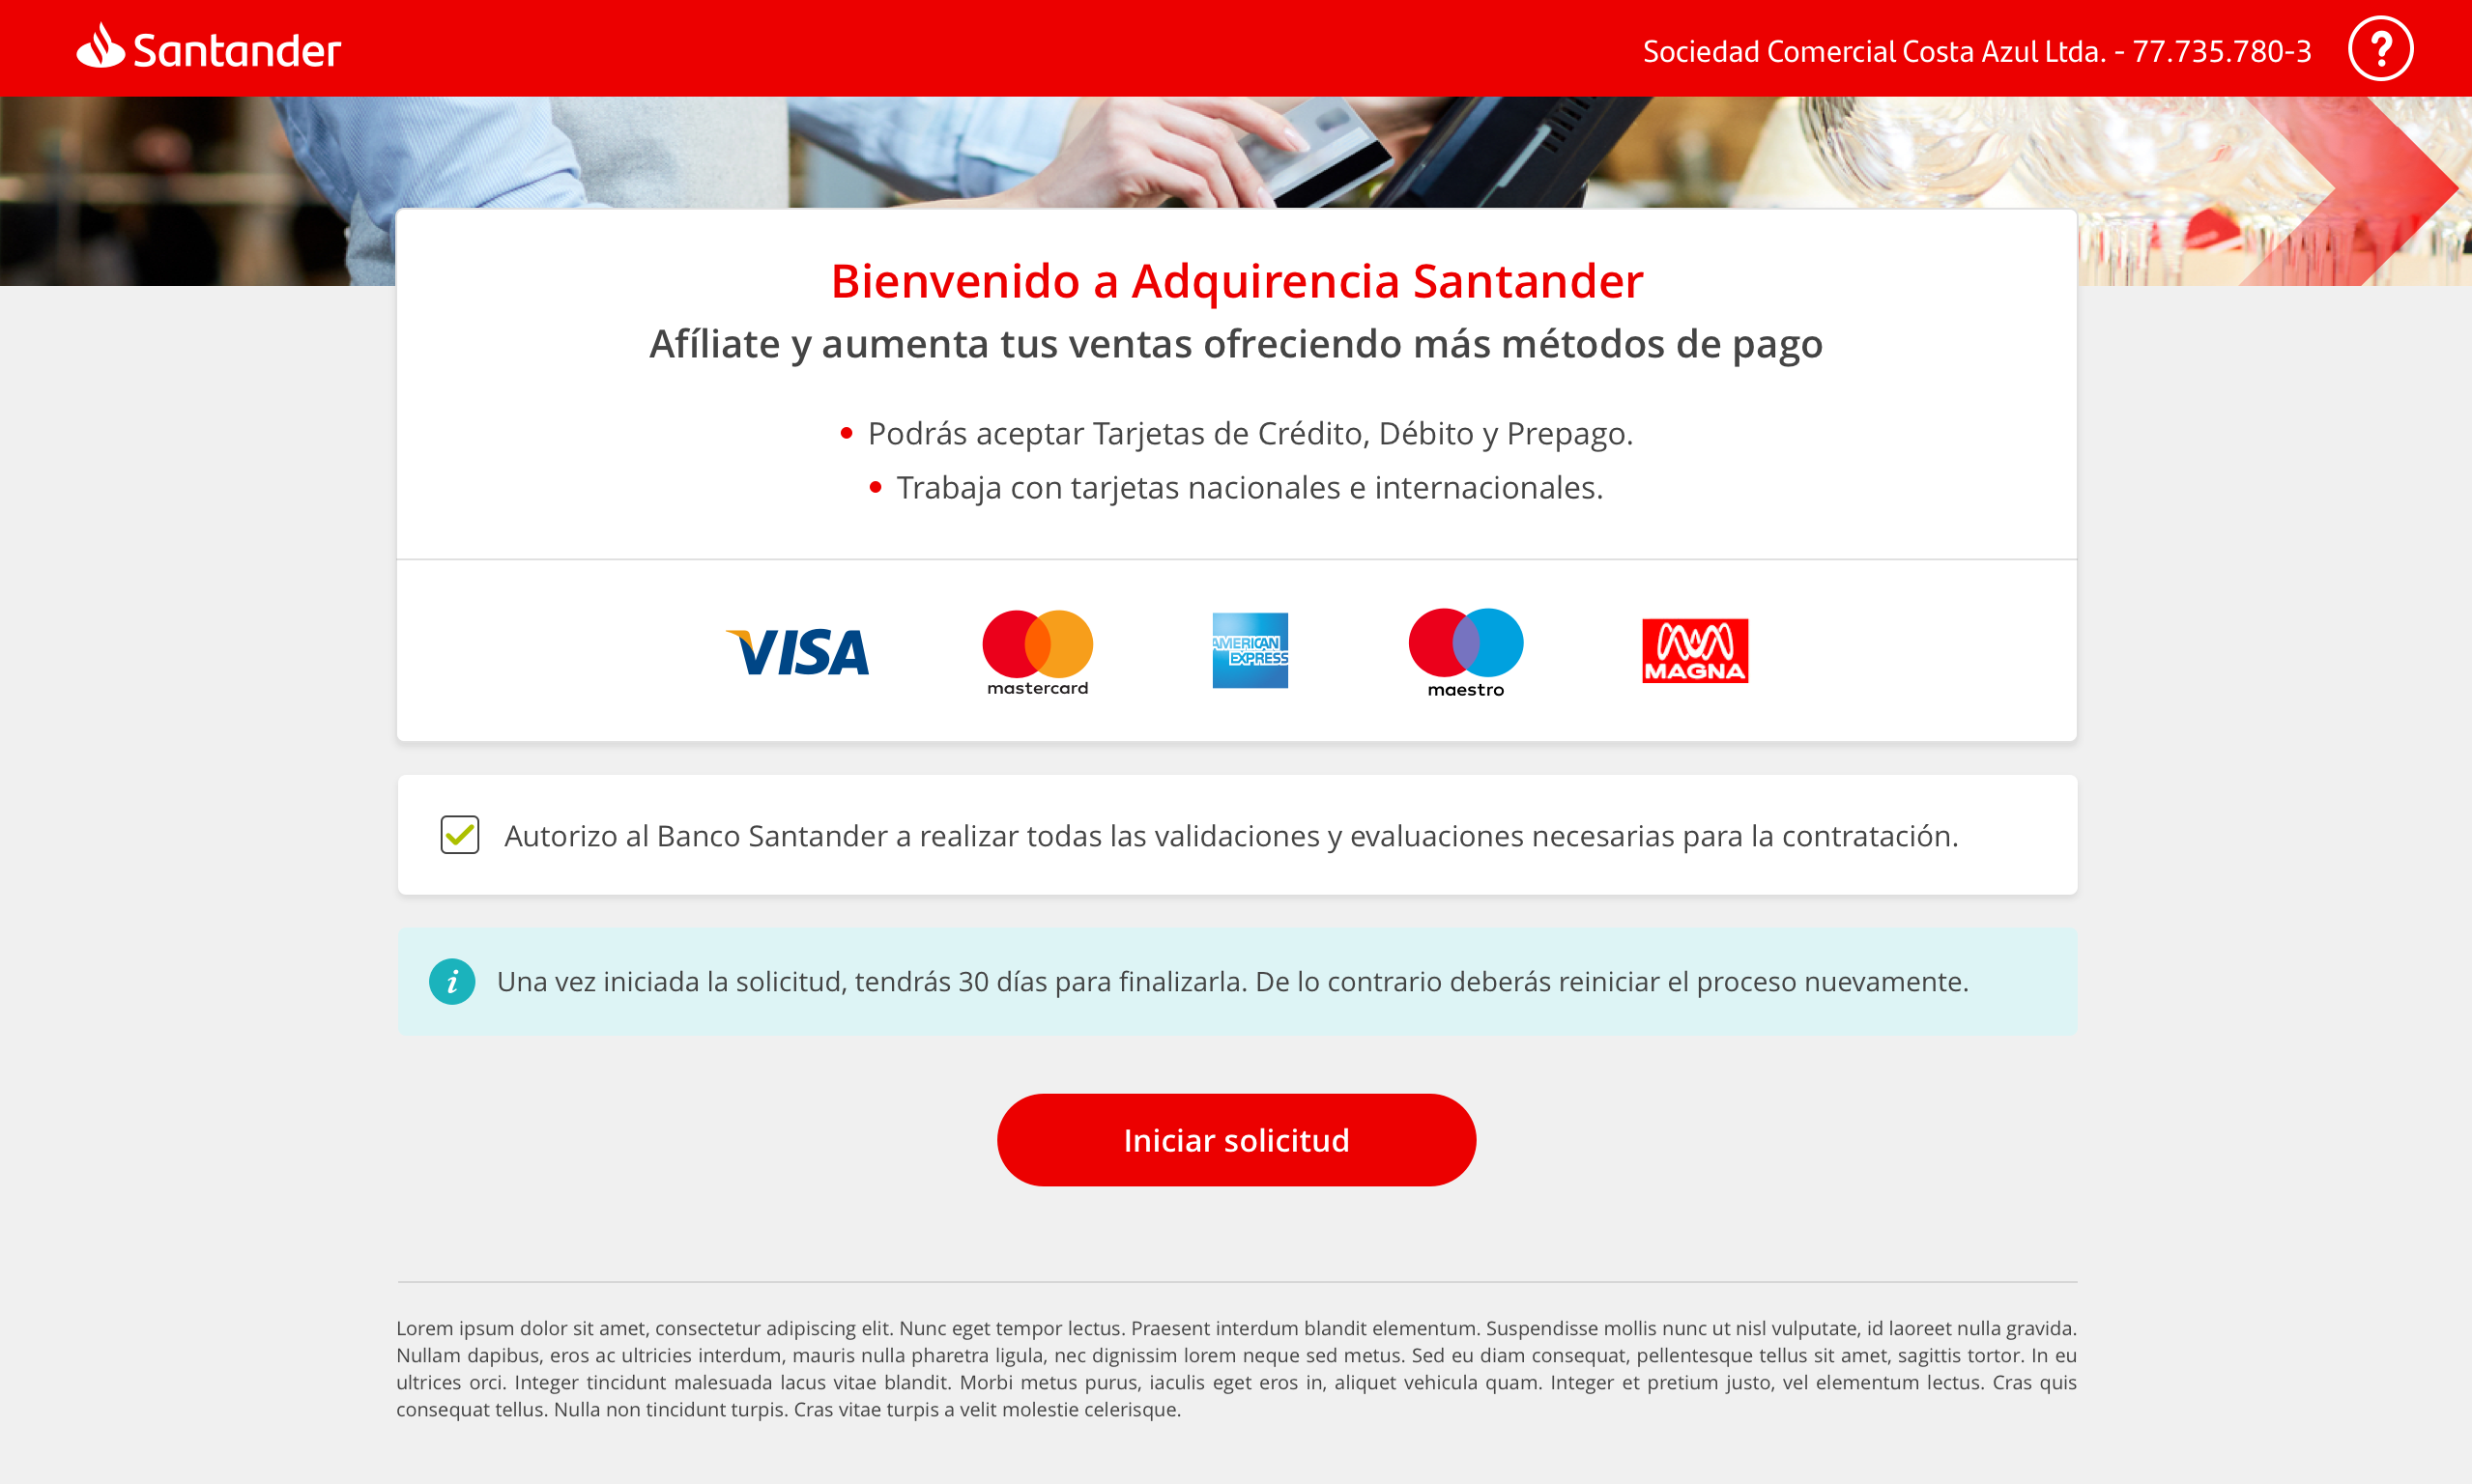 Santander
Sociedad Comercial Costa Azul Ltda. - 77.735.780-3
?
Bienvenido a Adquirencia Santander
Afíliate y aumenta tus ventas ofreciendo más métodos de pago
• Podrás aceptar Tarjetas de Crédito, Débito y Prepago.
• Trabaja con tarjetas nacionales e internacionales.
VISA
mastercard
AMERICAN
EXPRESS
maestro
MAGNA
Autorizo al Banco Santander a realizar todas las validaciones y evaluaciones necesarias para la contratación.
i Una vez iniciada la solicitud, tendrás 30 días para finalizarla. De lo contrario deberás reiniciar el proceso nuevamente.
Iniciar solicitud
Lorem ipsum dolor sit amet, consectetur adipiscing elit. Nunc eget tempor lectus. Praesent interdum blandit elementum. Suspendisse mollis nunc ut nisl vulputate, id laoreet nulla gravida.
Nullam dapibus, eros ac ultricies interdum, mauris nulla pharetra ligula, nec dignissim lorem neque sed metus. Sed eu diam consequat, pellentesque tellus sit amet, sagittis tortor. In eu
ultrices orci. Integer tincidunt malesuada lacus vitae blandit. Morbi metus purus, iaculis eget eros in, aliquet vehicula quam. Integer et pretium justo, vel elementum lectus. Cras quis
consequat tellus. Nulla non tincidunt turpis. Cras vitae turpis a velit molestie celerisque.